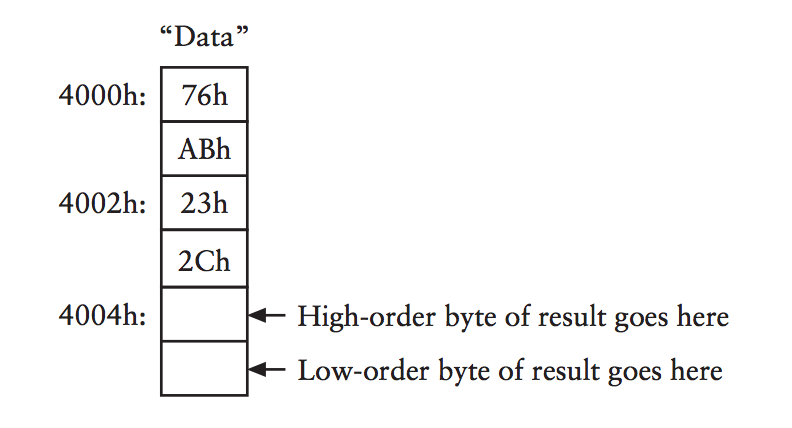 “Data”
4000h: 76h
ABh
4002h: 23h
2Ch
4004h: High-order byte of result goes here
Low-order byte of result goes here